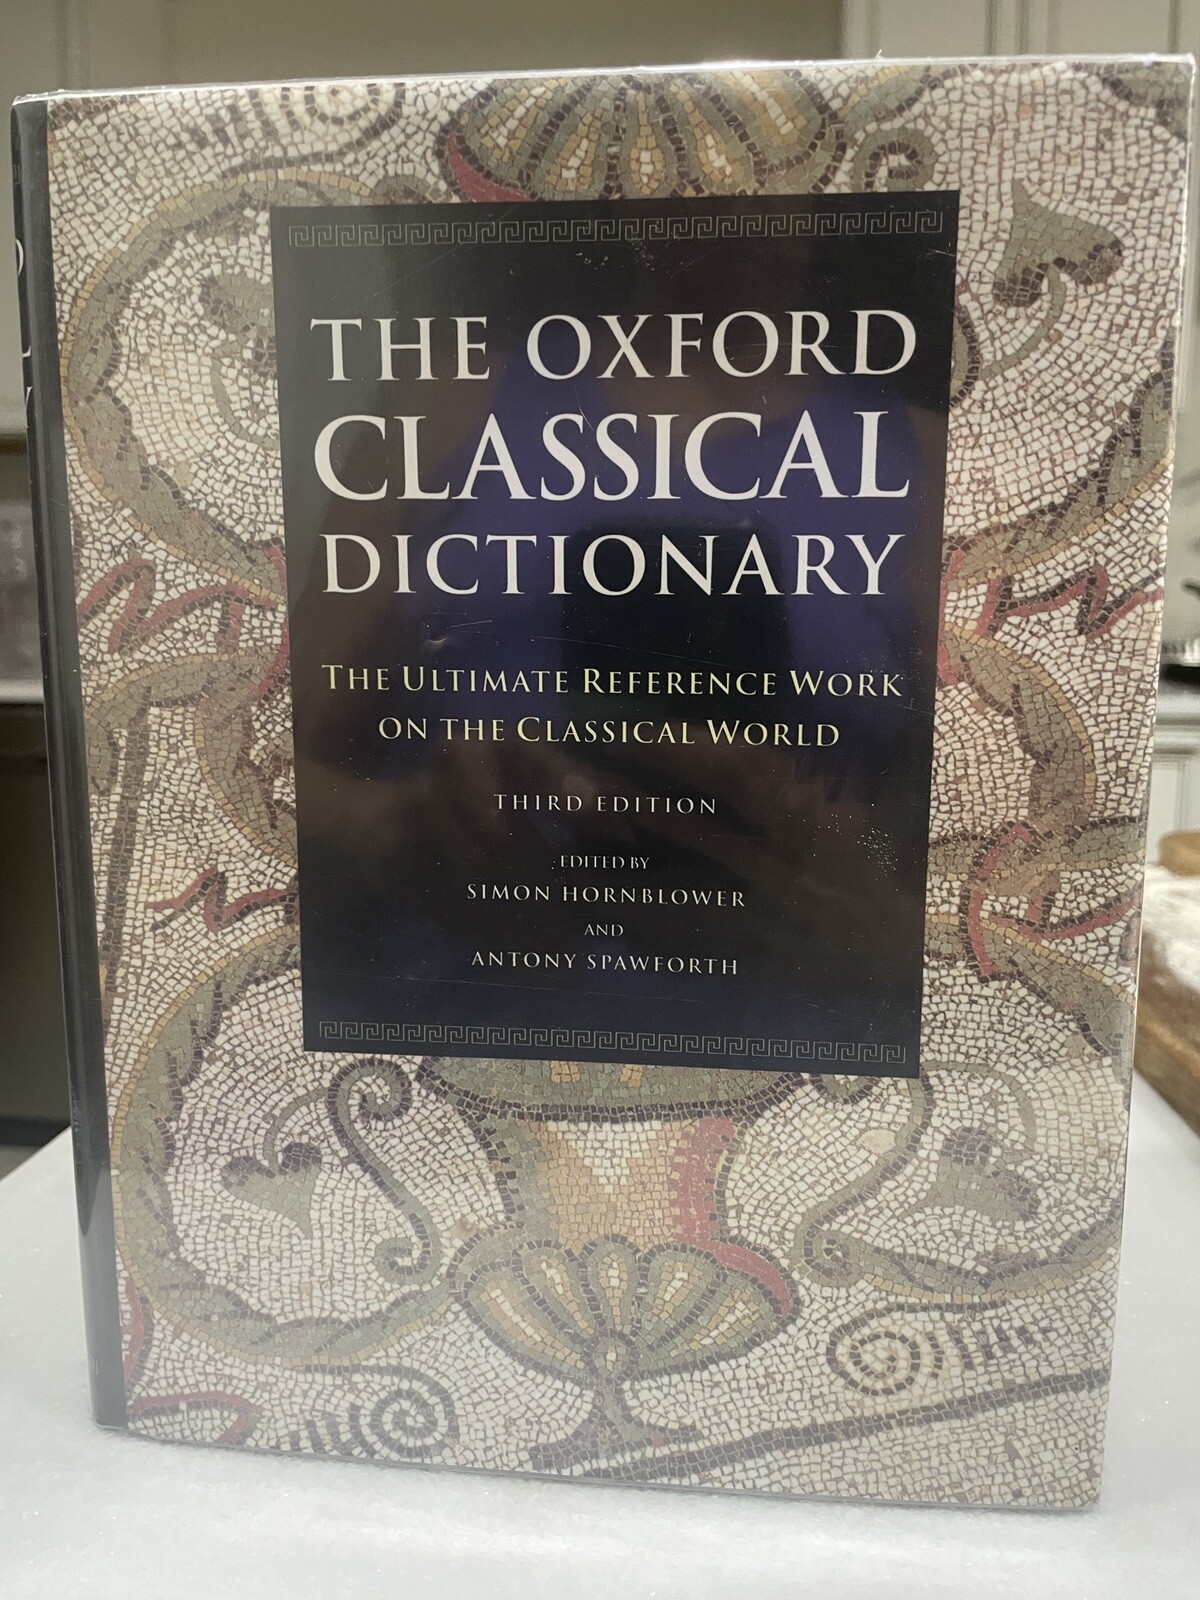 THE OXFORD
CLASSICAL
DICTIONARY
THE ULTIMATE REFERENCE WORK
ON THE CLASSICAL WORLD
THIRD EDITION
EDITED BY
SIMON HORNBLOWER
AND
ANTONY SPAWFORTH